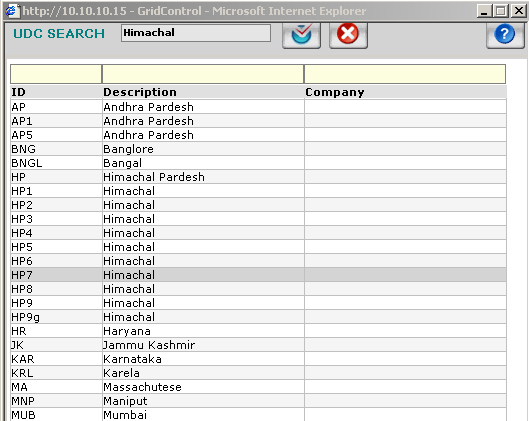 http://10.10.10.15 - GridControl - Microsoft Internet Explorer
UDC SEARCH Himachal
ID Description Company
AP Andhra Pardesh
AP1 Andhra Pardesh
AP5 Andhra Pardesh
BNG Banglore
BNGL Bangal
HP Himachal Pardesh
HP1 Himachal
HP2 Himachal
HP3 Himachal
HP4 Himachal
HP5 Himachal
HP6 Himachal
HP7 Himachal
HP8 Himachal
HP9 Himachal
HP9g Himachal
HR Haryana
JK Jammu Kashmir
KAR Karnataka
KRL Karela
MA Massachutese
MNP Maniput
MUB Mumbai